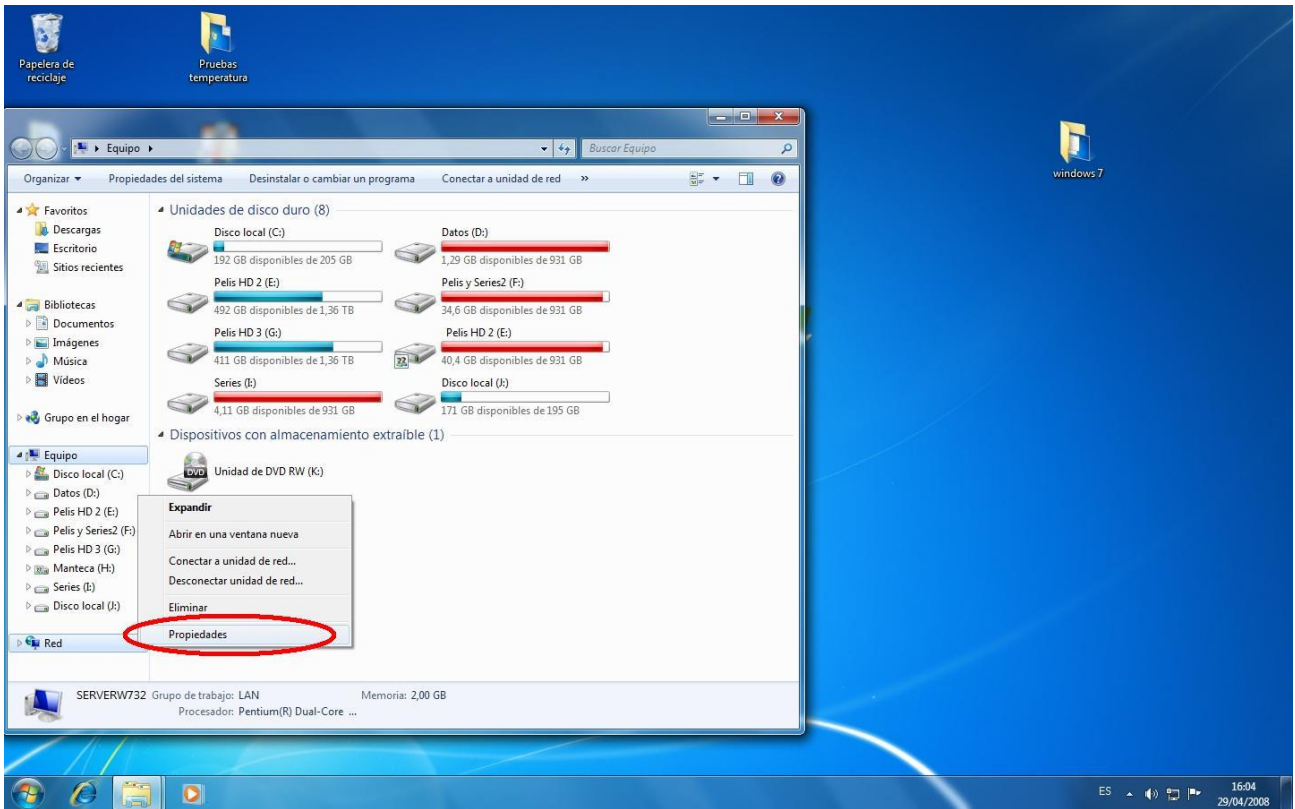 Papelera de
reciclaje
Pruebas
temperatura
windows 7
Equipo
Buscar Equipo
Organizar
Propiedades del sistema
Desinstalar o cambiar un programa
Conectar a unidad de red
»
Favoritos
Descargas
Escritorio
Sitios recientes
Bibliotecas
Documentos
Imágenes
Música
Vídeos
Grupo en el hogar
Equipo
Disco local (C:)
Datos (D:)
Pelis HD 2 (E:)
Pelis y Series2 (F:)
Pelis HD 3 (G:)
Manteca (H:)
Series (I:)
Disco local (J:)
Red
Unidades de disco duro (8)
Disco local (C:)
192 GB disponibles de 205 GB
Datos (D:)
1,29 GB disponibles de 931 GB
Pelis HD 2 (E:)
492 GB disponibles de 1,36 TB
Pelis y Series2 (F:)
34,6 GB disponibles de 931 GB
Pelis HD 3 (G:)
411 GB disponibles de 1,36 TB
Pelis HD 2 (E:)
40,4 GB disponibles de 931 GB
Series (I:)
4,11 GB disponibles de 931 GB
Disco local (J:)
171 GB disponibles de 195 GB
Dispositivos con almacenamiento extraíble (1)
DVD
Unidad de DVD RW (K:)
Expandir
Abrir en una ventana nueva
Conectar a unidad de red...
Desconectar unidad de red...
Eliminar
Propiedades
SERVERW732 Grupo de trabajo: LAN Memoria: 2,00 GB
Procesador: Pentium(R) Dual-Core ...
ES
16:04
29/04/2008